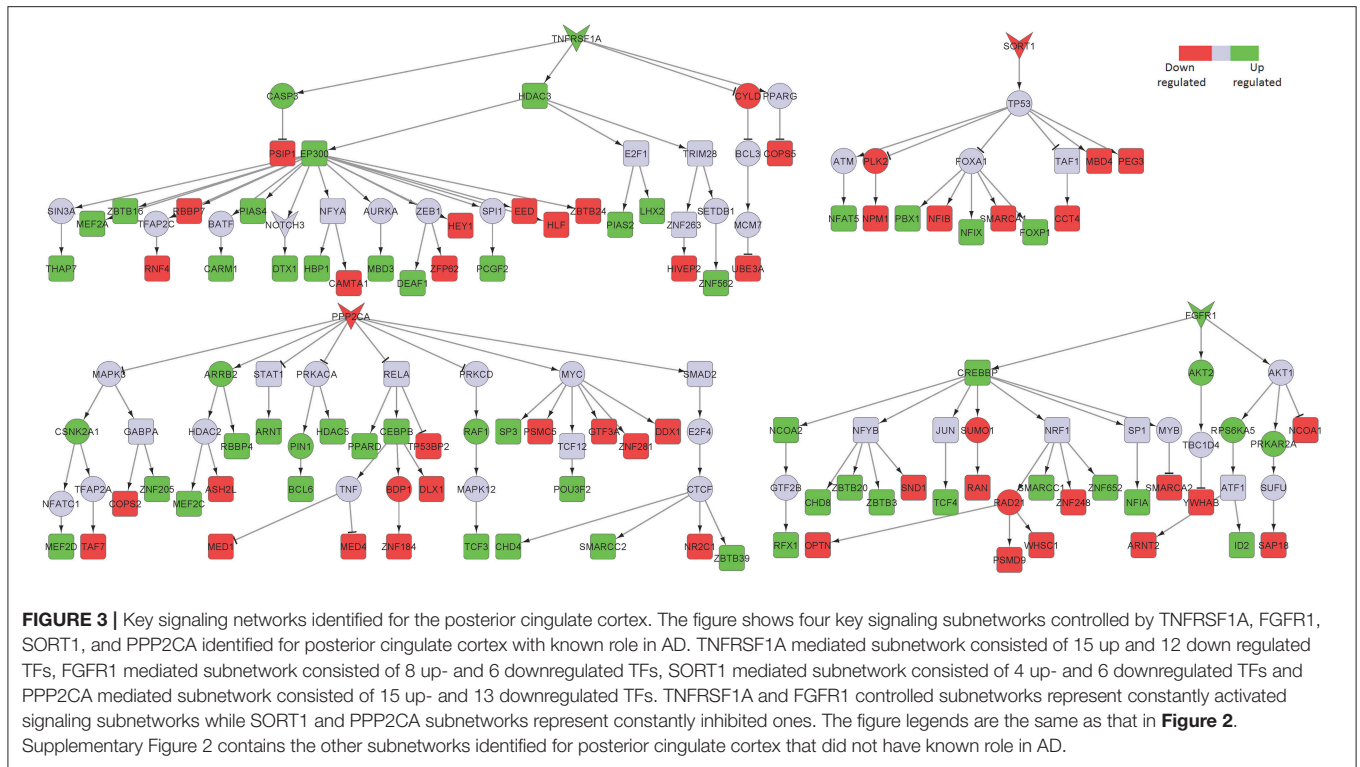 TNFRSF1A
SORT1
Down regulated
Up regulated
CASP3
HDAC3
CYLD
PPARG
TP53
PSIP1
EP300
E2F1
TRIM28
BCL3
COPS5
ATM
PLK2
FOXA1
TAF1
MBD4
PEG3
SIN3A
MEF2A
ZBTB16
TFAP2C
RBBP7
BATF
PIAS4
NOTCH3
NFYA
AURKA
ZEB1
HEY1
SPI1
EED
HLF
ZBTB24
PIAS2
LHX2
ZNF263
SETDB1
MCM7
NFAT5
NPM1
PBX1
NFIB
NFIX
SMARCA1
FOXP1
CCT4
THAP7
RNF4
CARM1
DTX1
HBP1
CAMTA1
MBD3
DEAF1
ZFP62
PCGF2
HIVEP2
ZNF562
UBE3A
PPP2CA
FGFR1
ARRB2
STAT1
PRKACA
RELA
PRKCD
MYC
SMAD2
CREBBP
AKT2
AKT1
CSNK2A1
GABPA
HDAC2
RBBP4
ARNT
PIN1
HDAC5
PPARD
CEBPB
TP53BP2
RAF1
SP3
PSMC5
TCF12
GTF3A
ZNF281
DDX1
E2F4
NCOA2
NFYB
JUN
SUMO1
NRF1
SP1
MYB
TBC1D4
RPS6KA5
PRKAR2A
NCOA1
NFATC1
TFAP2A
COPS2
ZNF205
MEF2C
ASH2L
BCL6
TNF
BDP1
DLX1
MAPK12
POU3F2
CTCF
GTF2B
CHD8
ZBTB20
ZBTB3
SND1
TCF4
RAN
RAD21
SMARCC1
ZNF248
ZNF652
NFIA
SMARCA2
YWHAB
ATF1
SUFU
MEF2D
TAF7
MED1
MED4
ZNF184
TCF3
CHD4
SMARCC2
NR2C1
ZBTB39
RFX1
OPTN
PSMD9
WHSC1
ARNT2
ID2
SAP18
FIGURE 3 | Key signaling networks identified for the posterior cingulate cortex. The figure shows four key signaling subnetworks controlled by TNFRSF1A, FGFR1,
SORT1, and PPP2CA identified for posterior cingulate cortex with known role in AD. TNFRSF1A mediated subnetwork consisted of 15 up and 12 down regulated
TFs, FGFR1 mediated subnetwork consisted of 8 up- and 6 downregulated TFs, SORT1 mediated subnetwork consisted of 4 up- and 6 downregulated TFs and
PPP2CA mediated subnetwork consisted of 15 up- and 13 downregulated TFs. TNFRSF1A and FGFR1 controlled subnetworks represent constantly activated
signaling subnetworks while SORT1 and PPP2CA subnetworks represent constantly inhibited ones. The figure legends are the same as that in Figure 2.
Supplementary Figure 2 contains the other subnetworks identified for posterior cingulate cortex that did not have known role in AD.